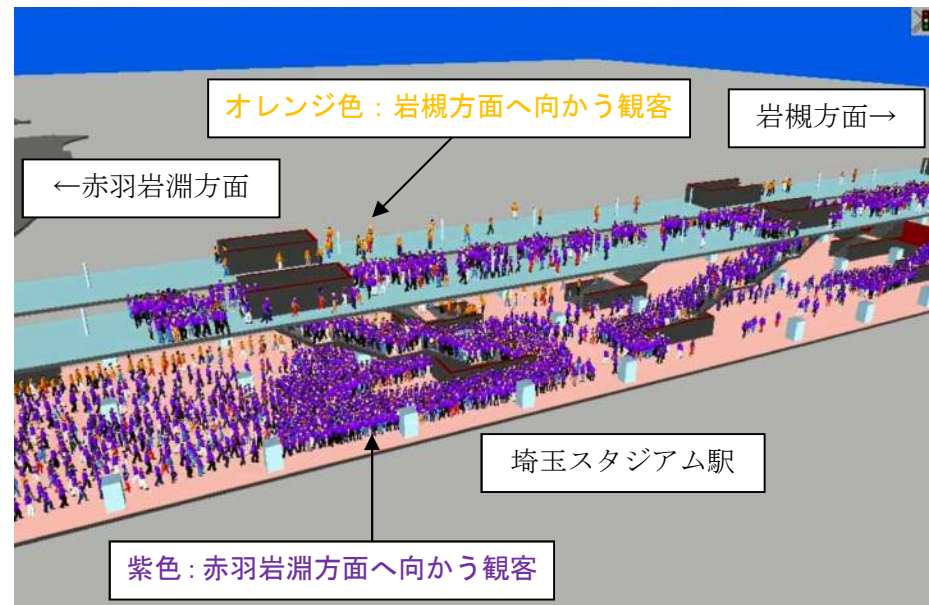 オレンジ色：岩槻方面へ向かう観客
岩槻方面→
←赤羽岩淵方面
埼玉スタジアム駅
紫色：赤羽岩淵方面へ向かう観客